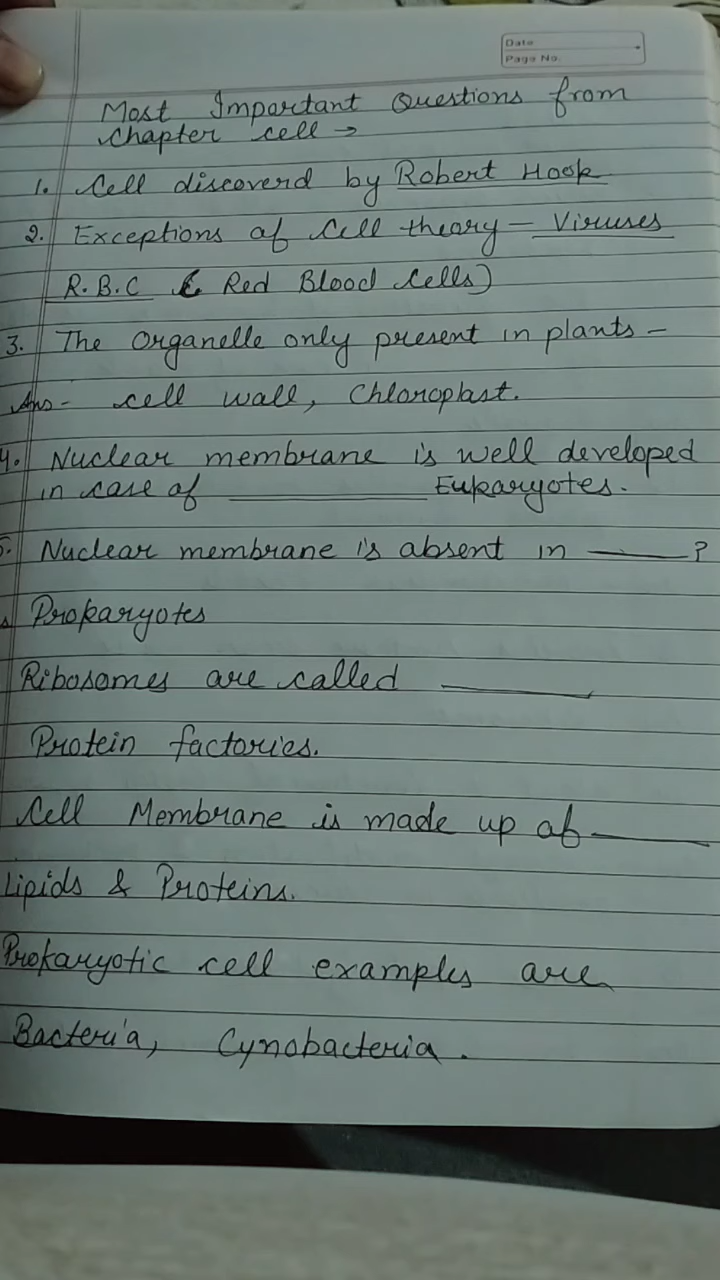 Date
Page No.
Most Important Questions from
Chapter cell →
1. Cell discoverd by Robert Hook
2. Exceptions of Cell theory - Viruses
R.B.C ( Red Blood Cells)
3. The Organelle only present in plants -
Ans - cell wall, Chloroplast.
4. Nuclear membrane is well developed
in case of ________ Eukaryotes.
5. Nuclear membrane is absent in ____?
Prokaryotes
Ribosomes are called ____
Protein factories.
Cell Membrane is made up of ____
Lipids & Proteins.
Prokaryotic cell examples are
Bacteria, Cynobacteria.